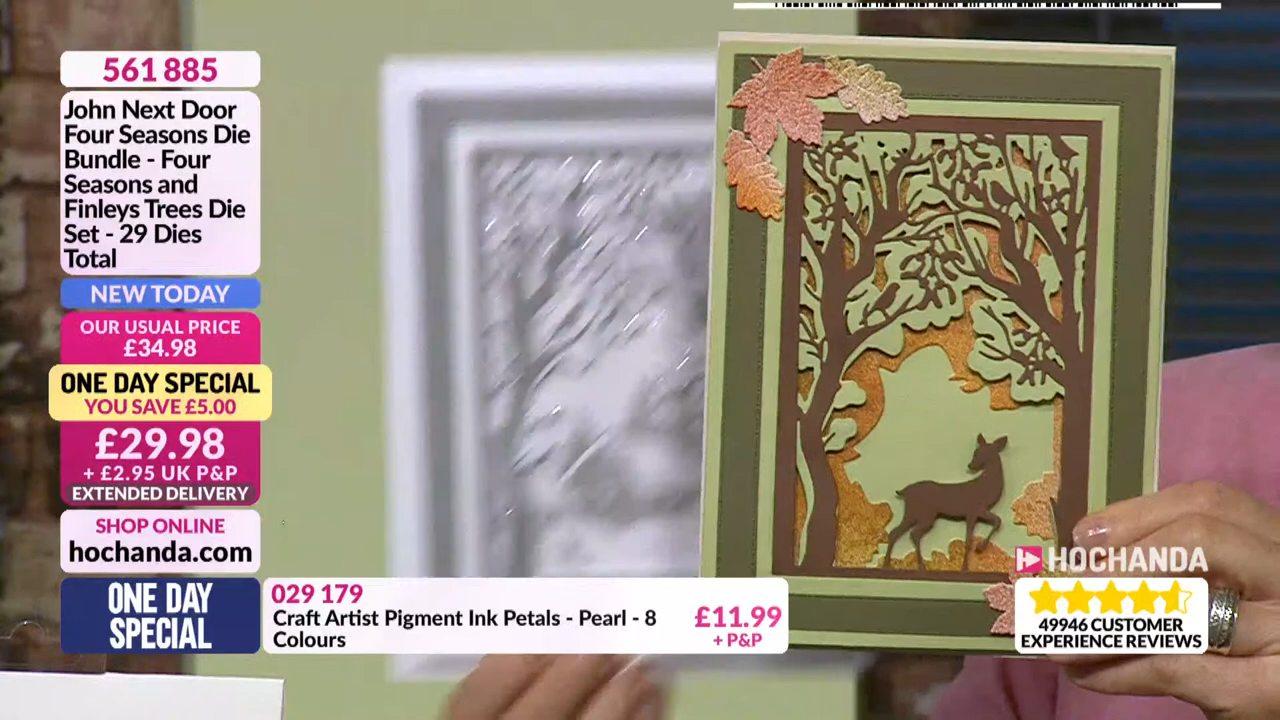 561 885
John Next Door
Four Seasons Die
Bundle - Four
Seasons and
Finleys Trees Die
Set - 29 Dies
Total
NEW TODAY
OUR USUAL PRICE
£34.98
ONE DAY SPECIAL
YOU SAVE £5.00
£29.98
+ £2.95 UK P&P
EXTENDED DELIVERY
SHOP ONLINE
hochanda.com
ONE DAY
SPECIAL
029 179
Craft Artist Pigment Ink Petals - Pearl - 8
Colours
£11.99
+ P&P
HOCHANDA
49946 CUSTOMER
EXPERIENCE REVIEWS